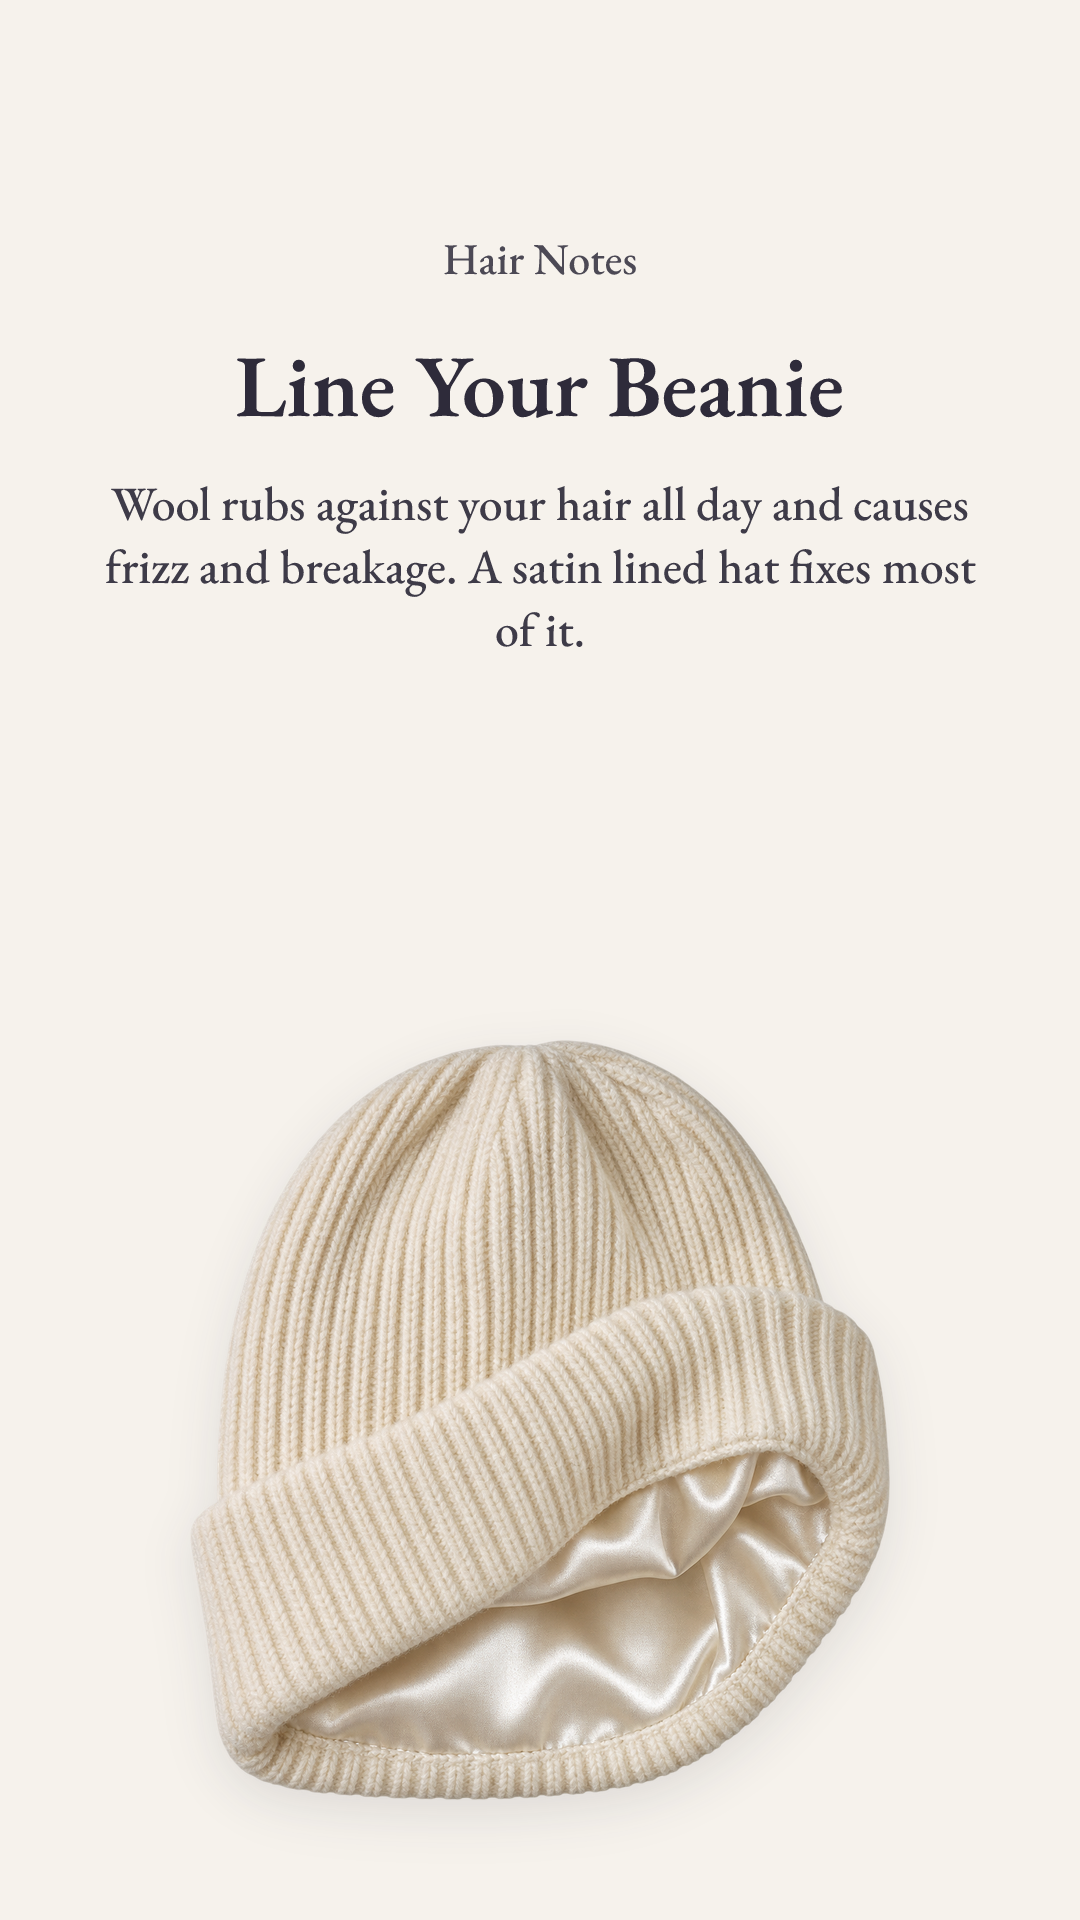 Hair Notes
Line Your Beanie
Wool rubs against your hair all day and causes
frizz and breakage. A satin lined hat fixes most
of it.